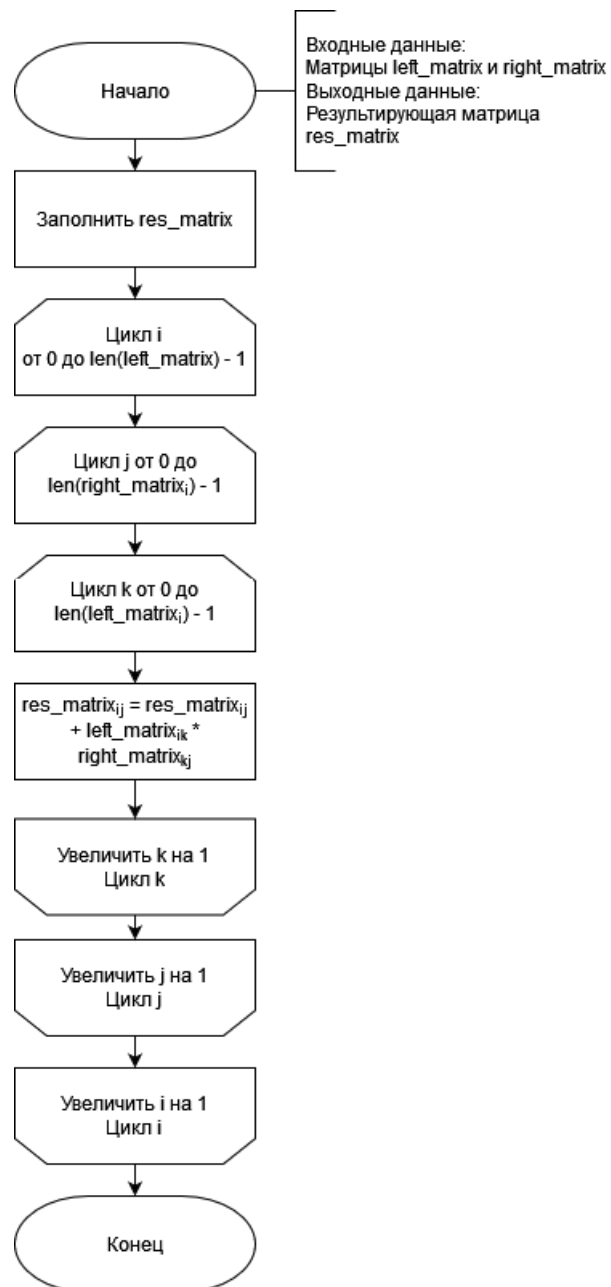 Начало
Входные данные:
Матрицы left_matrix и right_matrix
Выходные данные:
Результирующая матрица
res_matrix
Заполнить res_matrix
Цикл i
от 0 до len(left_matrix) - 1
Цикл j от 0 до
len(right_matrixᵢ) - 1
Цикл k от 0 до
len(left_matrixᵢ) - 1
res_matrixᵢⱼ = res_matrixᵢⱼ
+ left_matrixᵢₖ *
right_matrixₖⱼ
Увеличить k на 1
Цикл k
Увеличить j на 1
Цикл j
Увеличить i на 1
Цикл i
Конец